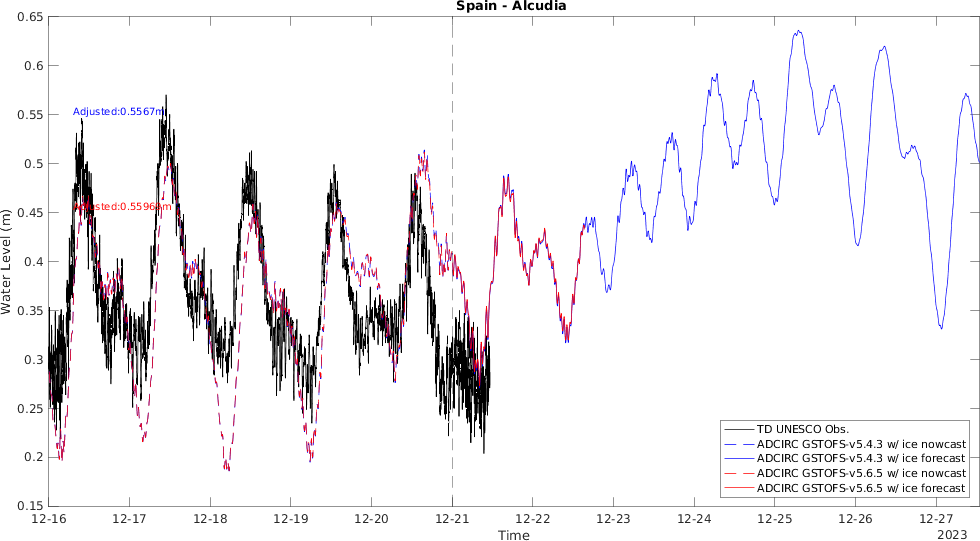 Spain - Alcudia
Water Level (m)
0.65
0.6
0.55
0.5
0.45
0.4
0.35
0.3
0.25
0.2
0.15
Adjusted:0.5567m
TD UNESCO Obs.
ADCIRC GSTOFS-v5.4.3 w/ ice nowcast
ADCIRC GSTOFS-v5.4.3 w/ ice forecast
ADCIRC GSTOFS-v5.6.5 w/ ice nowcast
ADCIRC GSTOFS-v5.6.5 w/ ice forecast
12-16 12-17 12-18 12-19 12-20 12-21 12-22 12-23 12-24 12-25 12-26 12-27
Time
2023